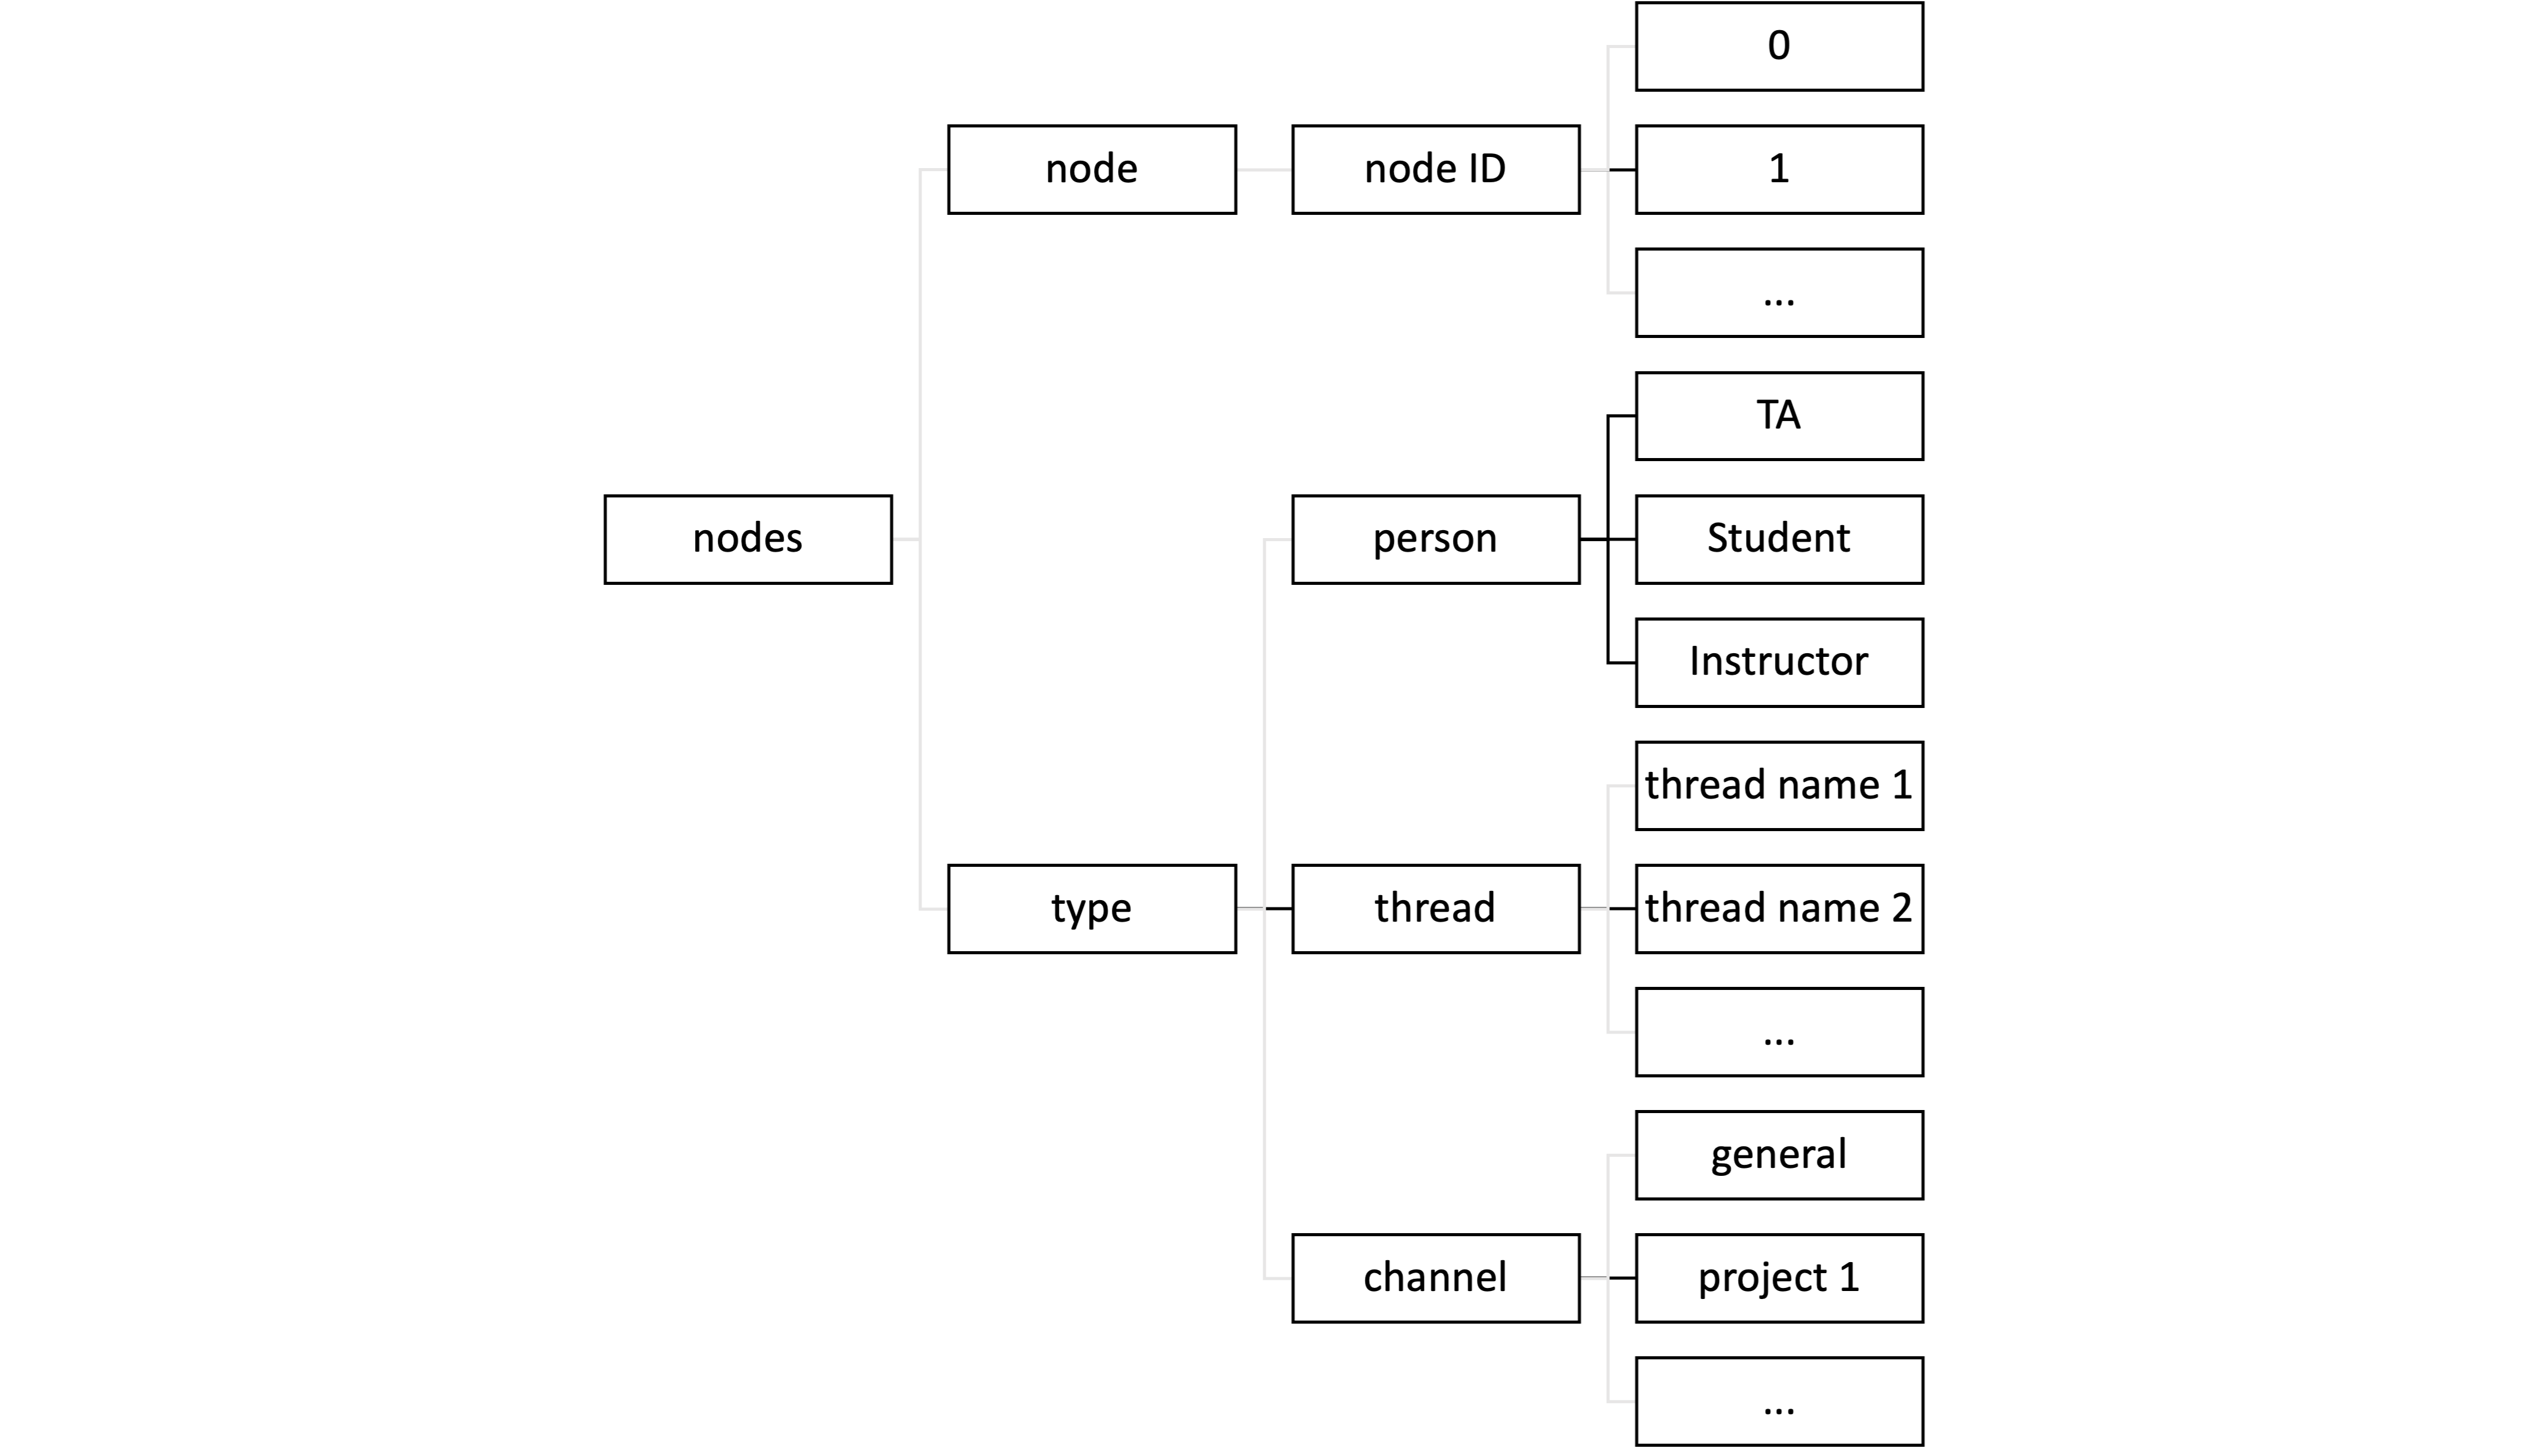 nodes
node
node ID
0
1
...
type
person
TA
Student
Instructor
thread
thread name 1
thread name 2
...
channel
general
project 1
...